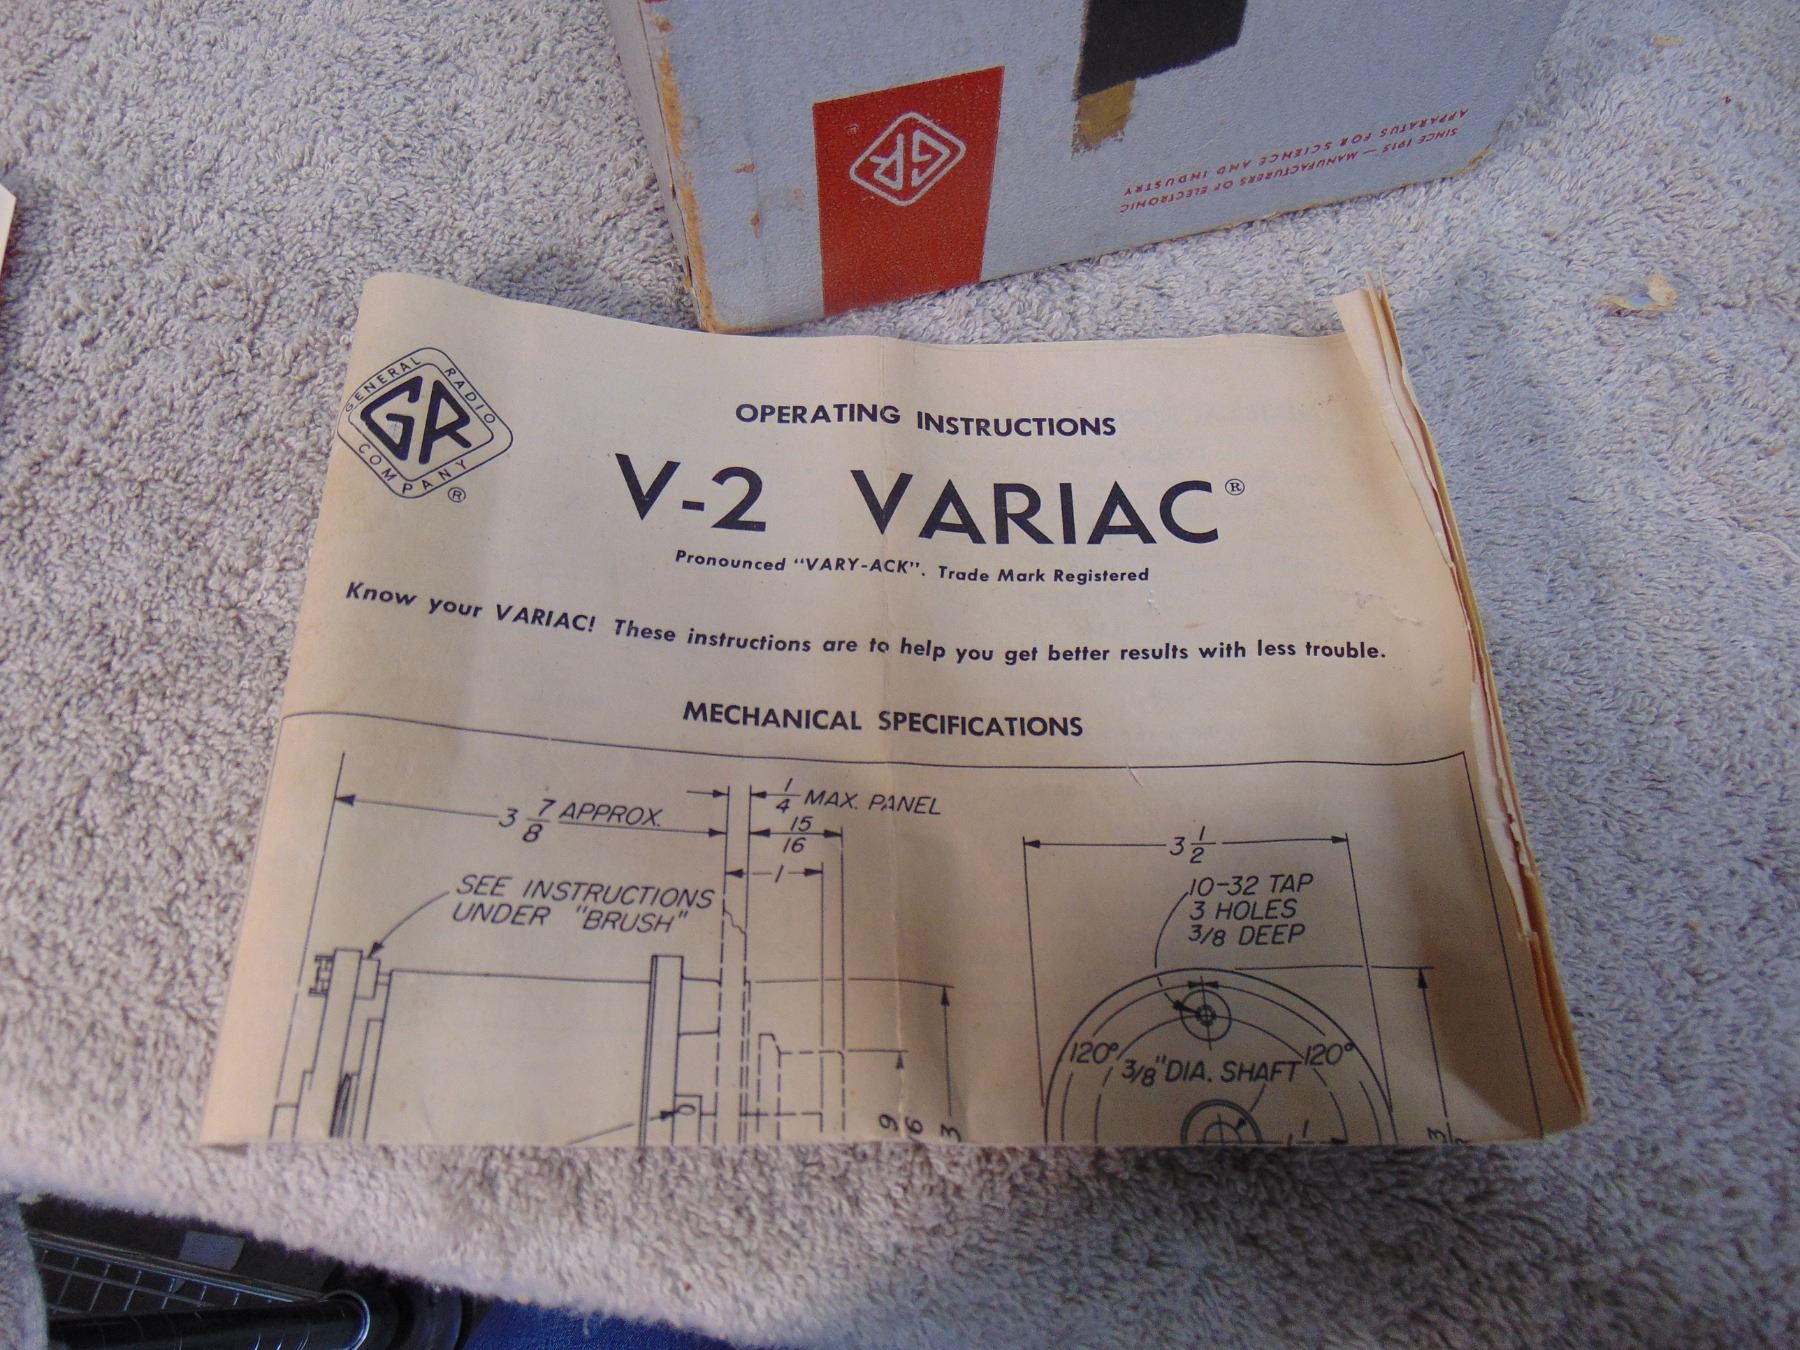 GR
®
SINCE 1915 — MANUFACTURERS OF ELECTRONIC
APPARATUS FOR SCIENCE AND INDUSTRY
GENERAL RADIO
GR
COMPANY
®
OPERATING INSTRUCTIONS
V-2 VARIAC®
Pronounced "VARY-ACK". Trade Mark Registered
Know your VARIAC! These instructions are to help you get better results with less trouble.
MECHANICAL SPECIFICATIONS
3 7/8 APPROX.
1/4 MAX. PANEL
15/16
1
3 1/2
SEE INSTRUCTIONS
UNDER "BRUSH"
10-32 TAP
3 HOLES
3/8 DEEP
120°
3/8" DIA. SHAFT
120°
9/16
3